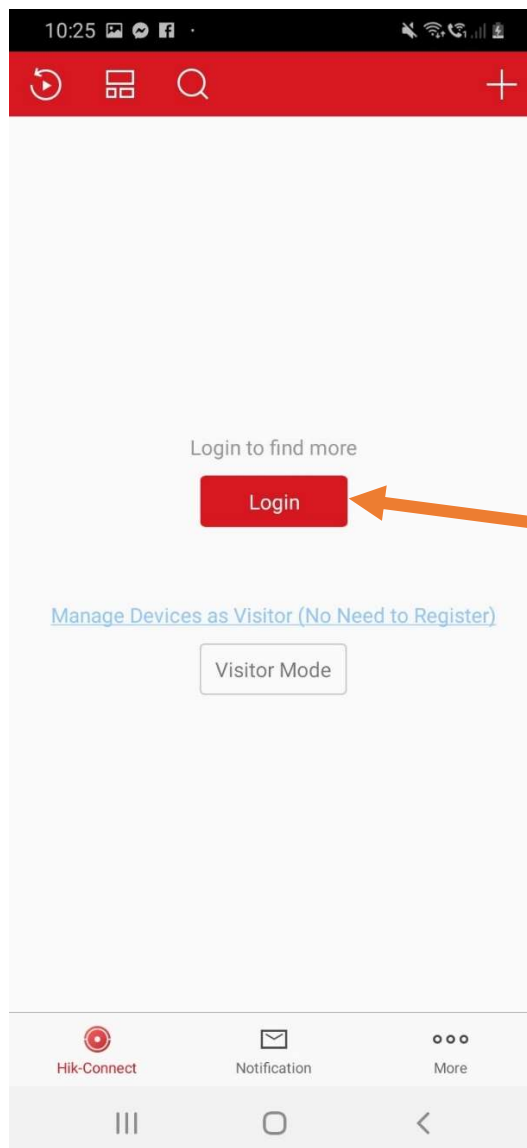 10:25
Login to find more
Login
Manage Devices as Visitor (No Need to Register)
Visitor Mode
Hik-Connect Notification More